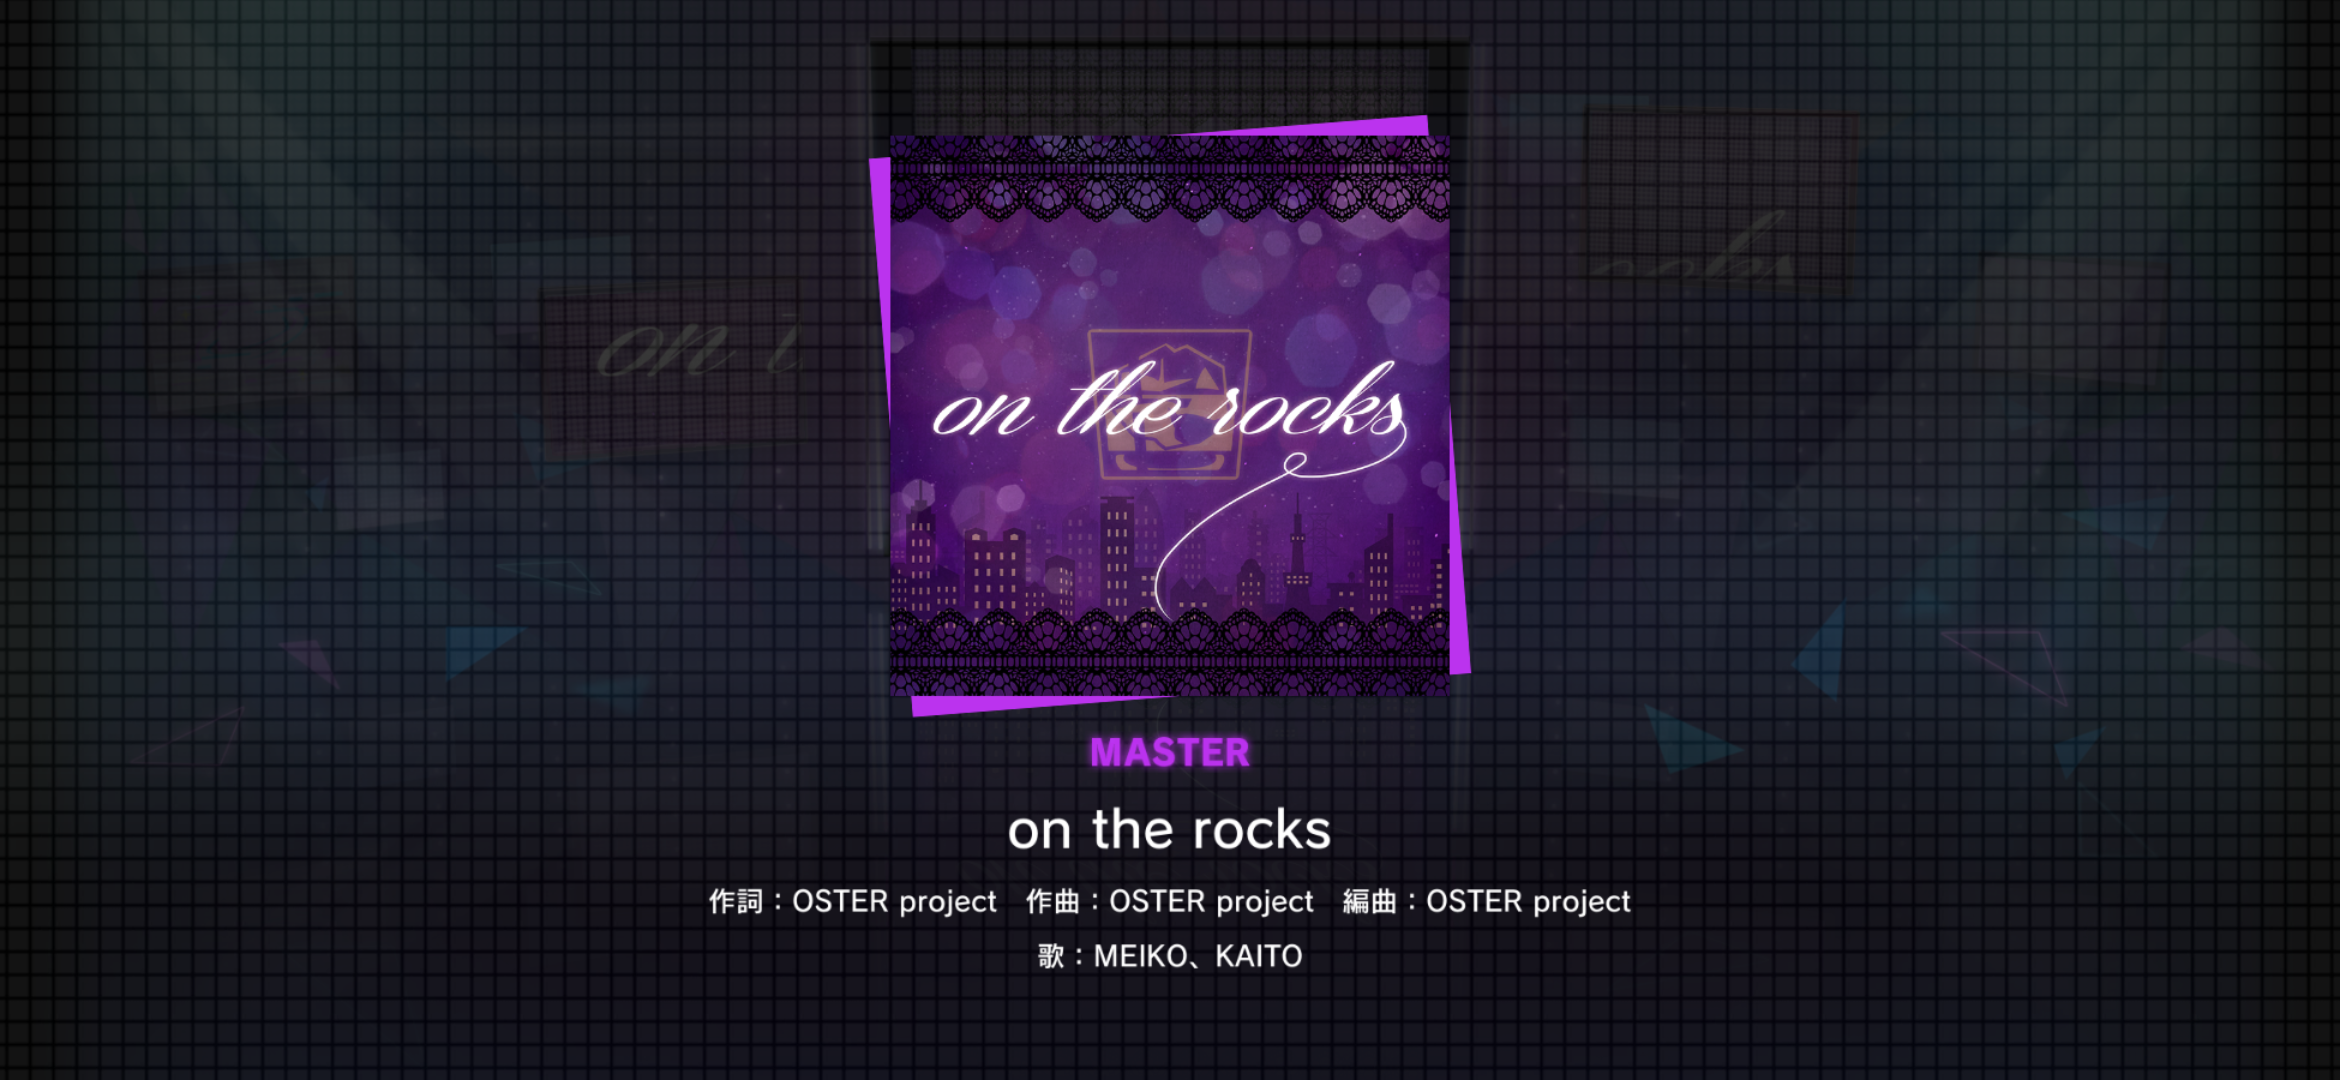 on the rocks
MASTER
on the rocks
作詞：OSTER project　作曲：OSTER project　編曲：OSTER project
歌：MEIKO、KAITO